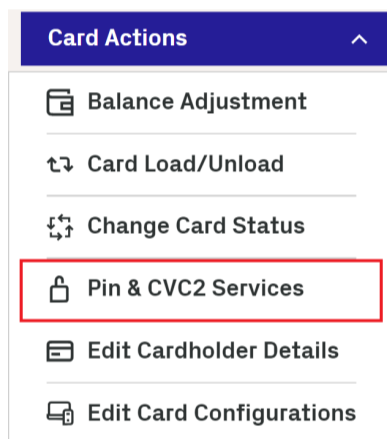 Card Actions
Balance Adjustment
Card Load/Unload
Change Card Status
Pin & CVC2 Services
Edit Cardholder Details
Edit Card Configurations